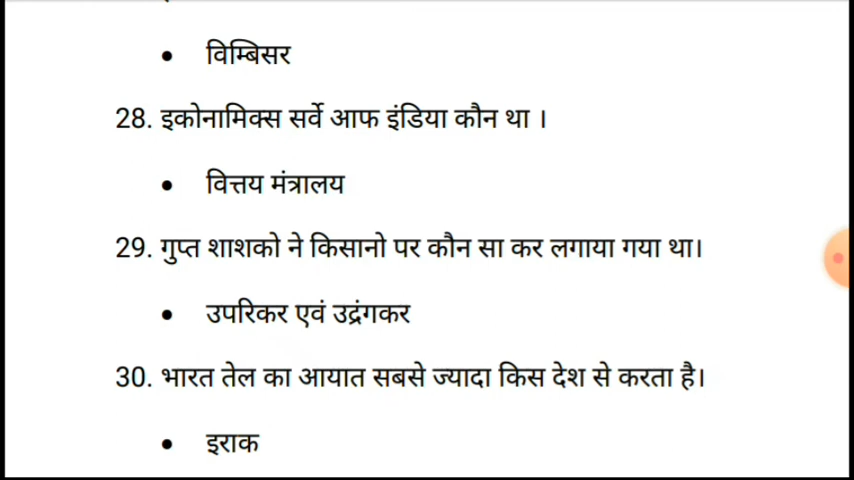 • विम्बिसर
28. इकोनामिक्स सर्वे आफ इंडिया कौन था ।
• वित्तय मंत्रालय
29. गुप्त शाशको ने किसानो पर कौन सा कर लगाया गया था।
• उपरिकर एवं उद्रंगकर
30. भारत तेल का आयात सबसे ज्यादा किस देश से करता है।
• इराक